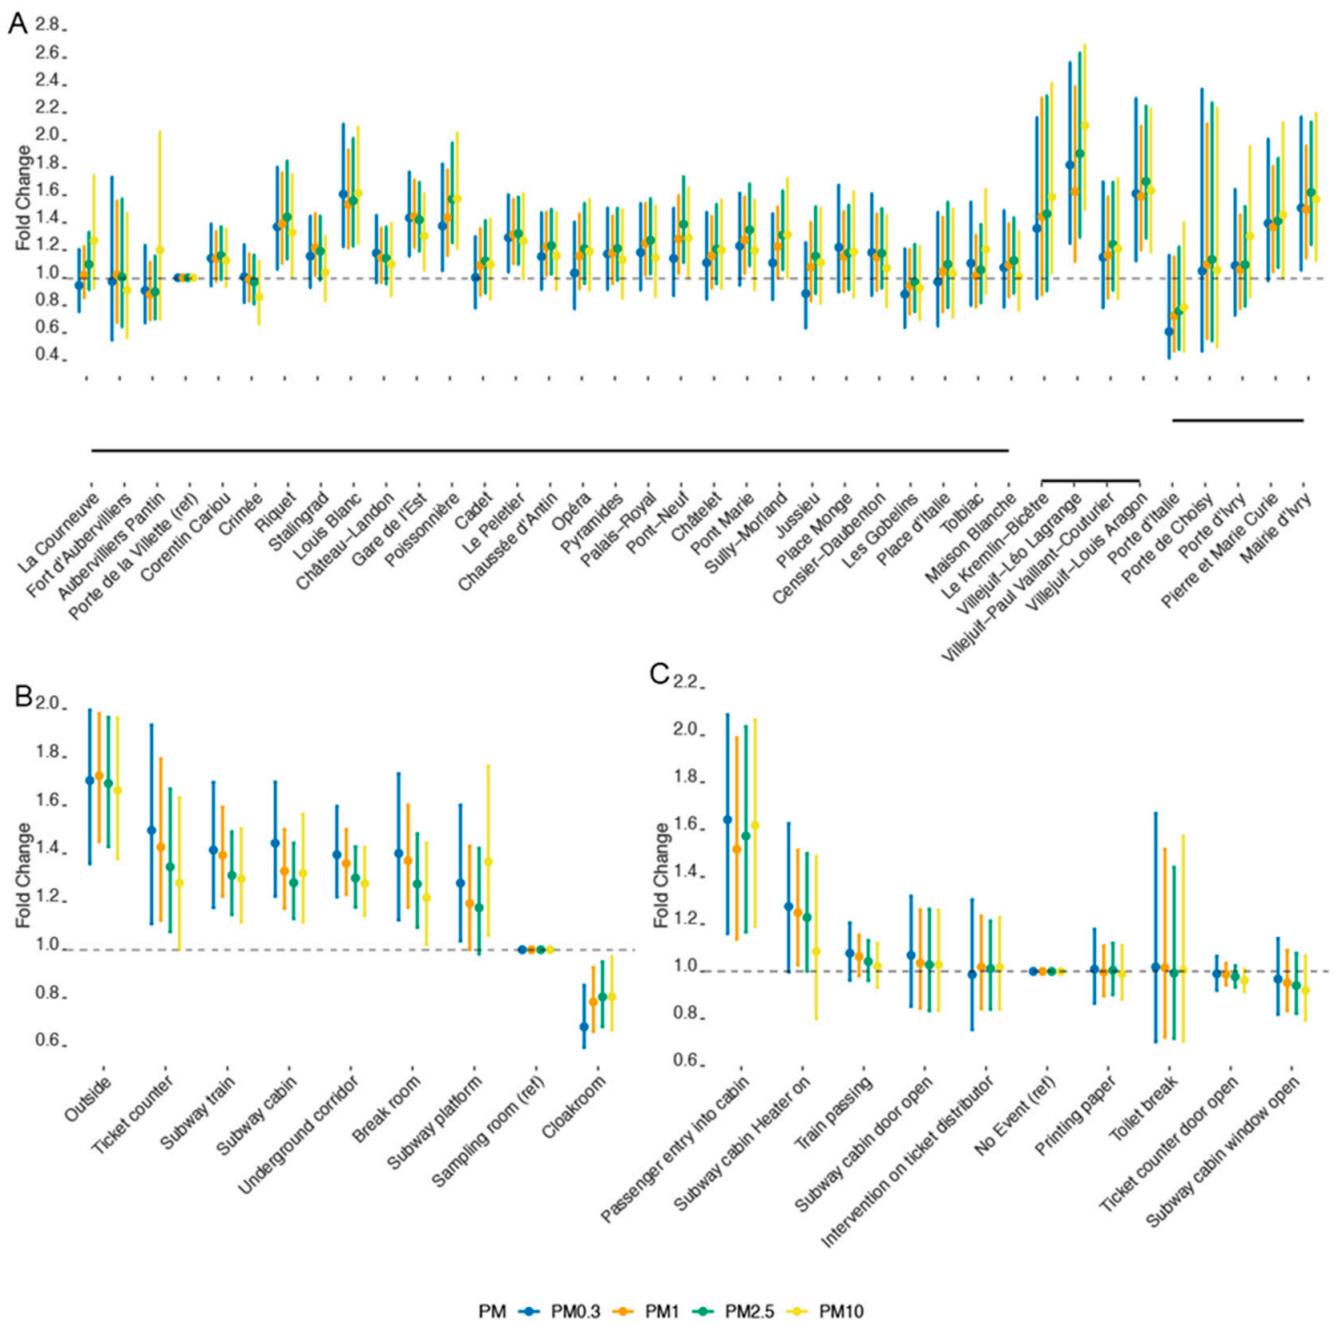 A
Fold Change
2.8
2.6
2.4
2.2
2.0
1.8
1.6
1.4
1.2
1.0
0.8
0.6
0.4
La Courneuve
Fort d'Aubervilliers
Aubervilliers Pantin
Porte de la Villette (ref)
Corentin Cariou
Crimée
Riquet
Stalingrad
Louis Blanc
Château–Landon
Gare de l'Est
Poissonnière
Cadet
Le Peletier
Chaussée d'Antin
Opéra
Pyramides
Palais–Royal
Pont–Neuf
Châtelet
Pont Marie
Sully–Morland
Jussieu
Place Monge
Censier–Daubenton
Les Gobelins
Place d'Italie
Tolbiac
Maison Blanche
Le Kremlin–Bicêtre
Villejuif–Léo Lagrange
Villejuif–Paul Vaillant–Couturier
Villejuif–Louis Aragon
Porte d'Italie
Porte de Choisy
Porte d'Ivry
Pierre et Marie Curie
Mairie d'Ivry
B
Fold Change
2.0
1.8
1.6
1.4
1.2
1.0
0.8
0.6
Outside
Ticket counter
Subway train
Subway cabin
Underground corridor
Break room
Subway platform
Sampling room (ref)
Cloakroom
C
Fold Change
2.2
2.0
1.8
1.6
1.4
1.2
1.0
0.8
0.6
Passenger entry into cabin
Subway cabin Heater on
Train passing
Subway cabin door open
Intervention on ticket distributor
No Event (ref)
Printing paper
Toilet break
Ticket counter door open
Subway cabin window open
PM PM0.3 PM1 PM2.5 PM10